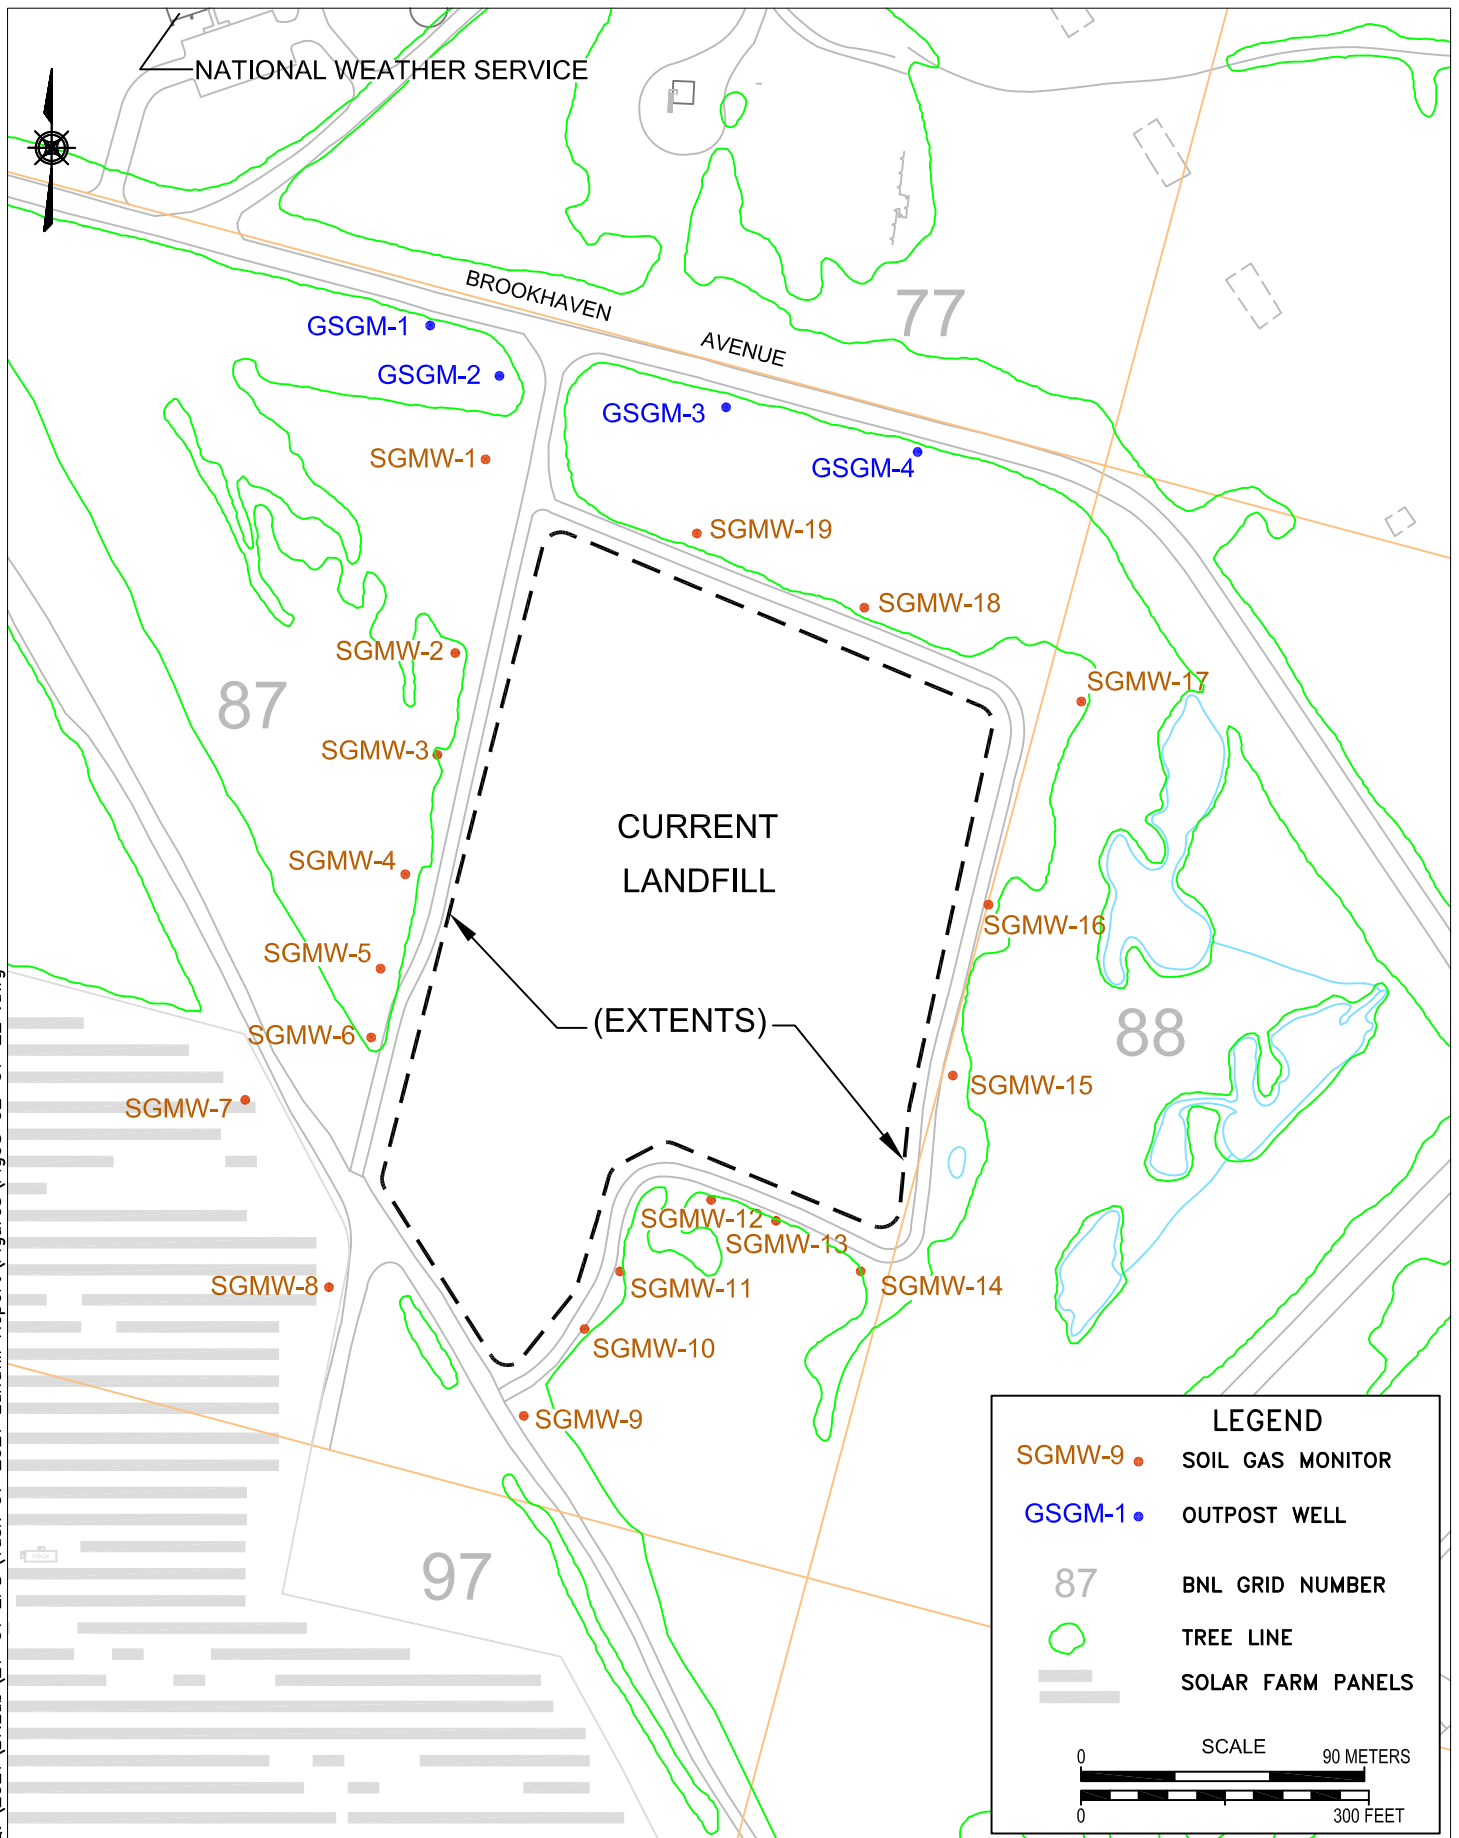 NATIONAL WEATHER SERVICE
BROOKHAVEN
AVENUE
77
GSGM-1
GSGM-2
GSGM-3
GSGM-4
SGMW-1
SGMW-19
SGMW-18
SGMW-2
SGMW-17
87
SGMW-3
CURRENT
LANDFILL
SGMW-4
SGMW-16
SGMW-5
(EXTENTS)
88
SGMW-6
SGMW-15
SGMW-7
SGMW-12
SGMW-13
SGMW-8
SGMW-11
SGMW-14
SGMW-10
SGMW-9
97
LEGEND
SGMW-9 SOIL GAS MONITOR
GSGM-1 OUTPOST WELL
87 BNL GRID NUMBER
TREE LINE
SOLAR FARM PANELS
SCALE
0 90 METERS
0 300 FEET